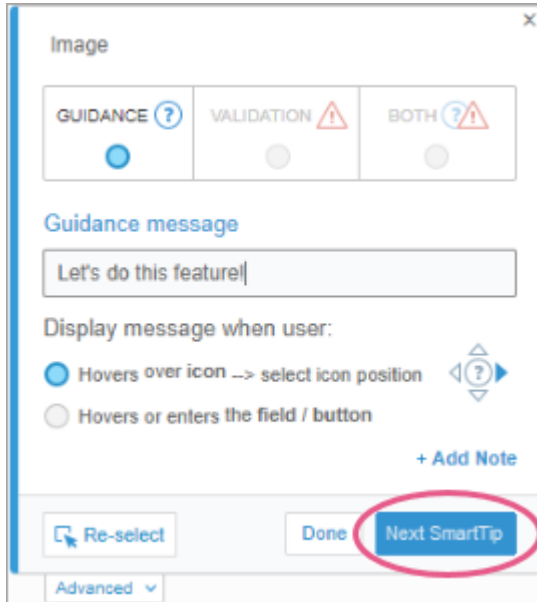 Image
GUIDANCE ? VALIDATION ! BOTH ? !
Guidance message
Let's do this feature!
Display message when user:
Hovers over icon --> select icon position ?
Hovers or enters the field / button
+ Add Note
Re-select Done Next SmartTip
Advanced